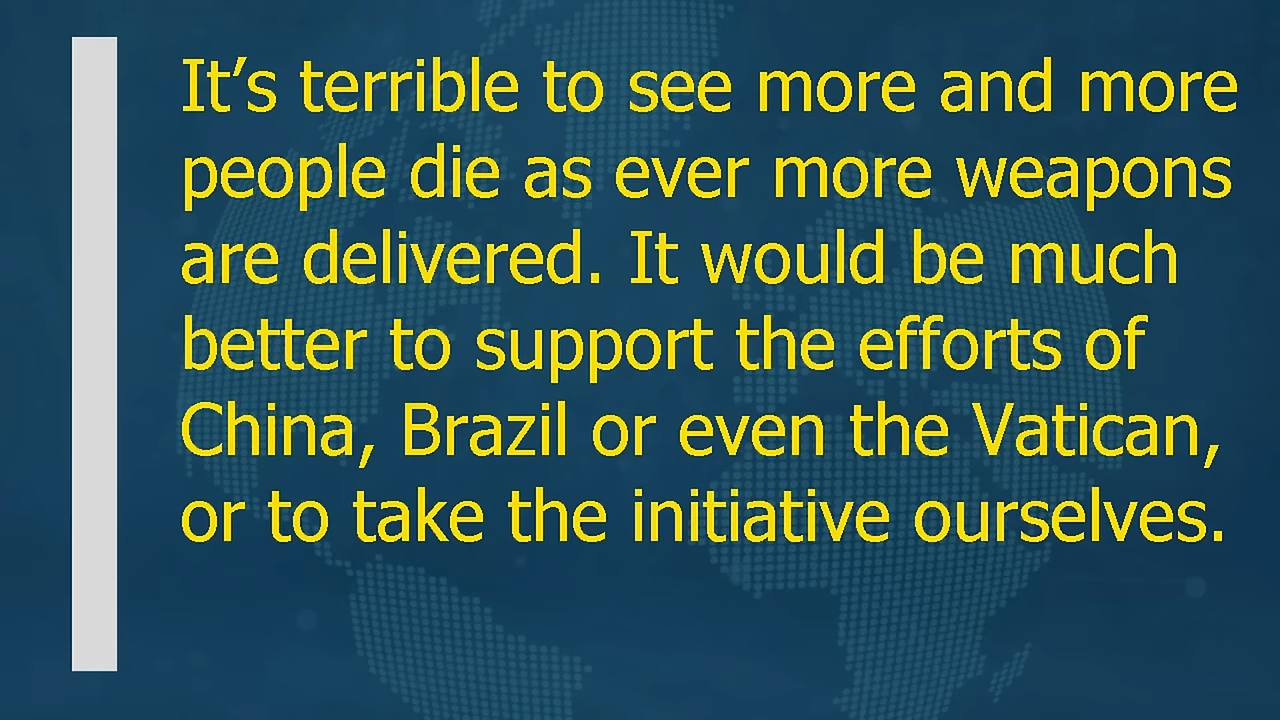 It’s terrible to see more and more
people die as ever more weapons
are delivered. It would be much
better to support the efforts of
China, Brazil or even the Vatican,
or to take the initiative ourselves.